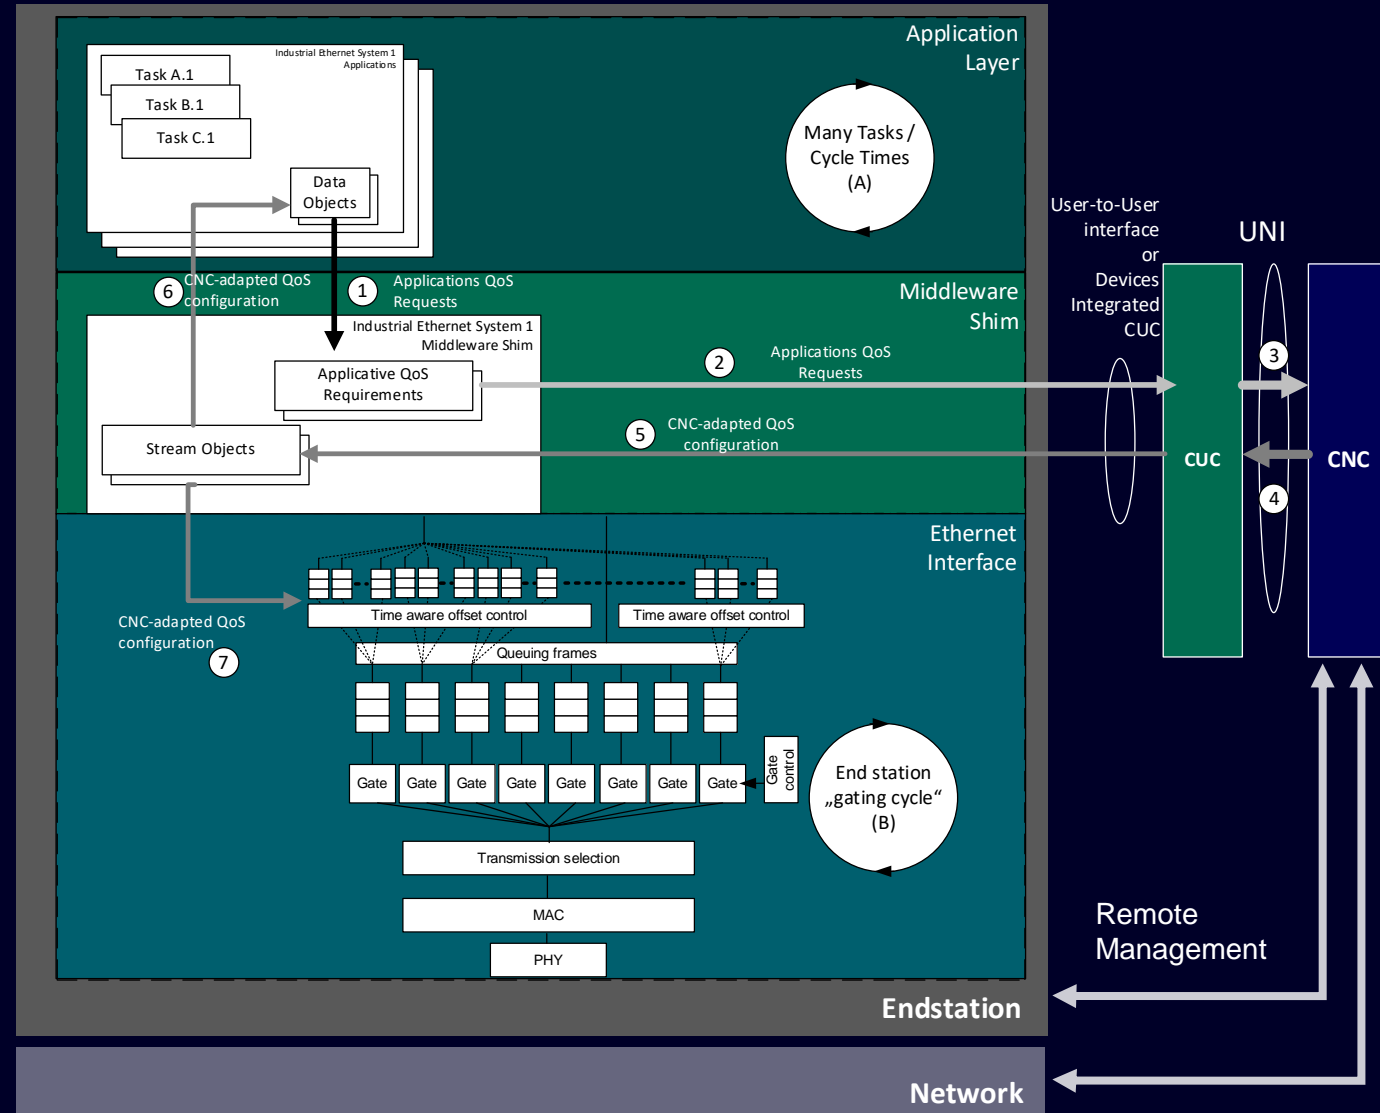 Application
Layer
Industrial Ethernet System 1
Applications
Task A.1
Task B.1
Task C.1
Data
Objects
Many Tasks /
Cycle Times
(A)
User-to-User
interface
or
Devices
Integrated
CUC
UNI
6
CNC-adapted QoS
configuration
1
Applications QoS
Requests
Middleware
Shim
Industrial Ethernet System 1
Middleware Shim
Applicative QoS
Requirements
2
Applications QoS
Requests
3
Stream Objects
5
CNC-adapted QoS
configuration
CUC
CNC
4
Ethernet
Interface
Time aware offset control
Time aware offset control
CNC-adapted QoS
configuration
7
Queuing frames
Gate
Gate
Gate
Gate
Gate
Gate
Gate
Gate
Gate
control
End station
„gating cycle“
(B)
Transmission selection
MAC
PHY
Remote
Management
Endstation
Network